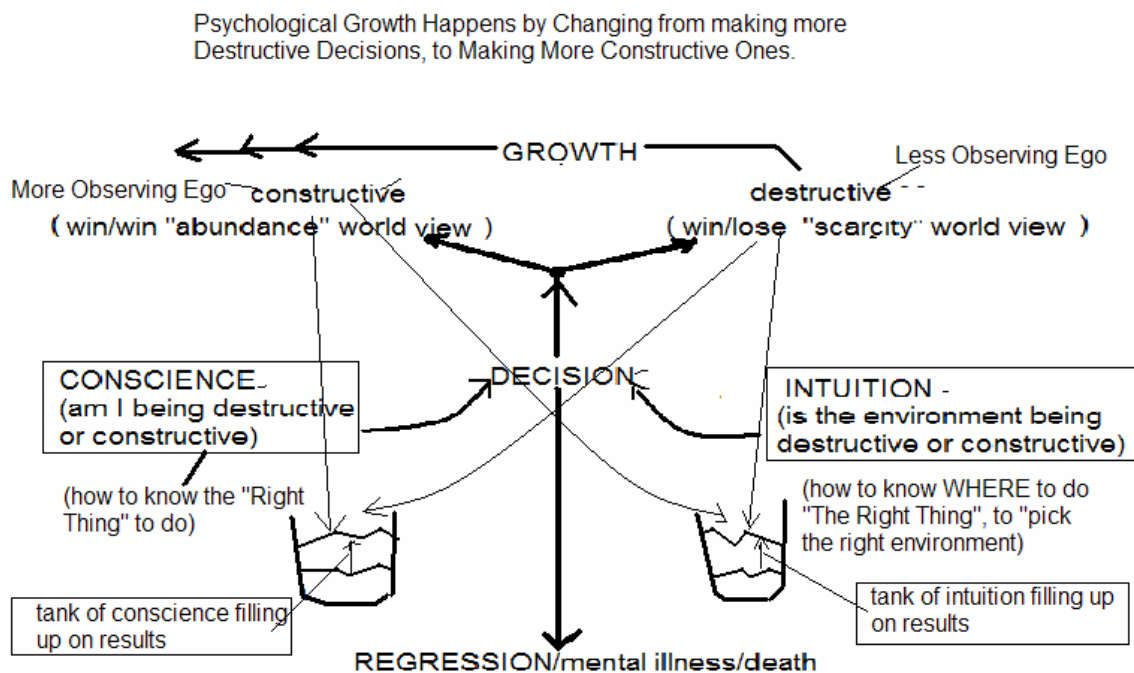 Psychological Growth Happens by Changing from making more
Destructive Decisions, to Making More Constructive Ones.
GROWTH
Less Observing Ego
More Observing Ego
constructive
destructive
( win/win "abundance" world view )
( win/lose "scarcity" world view )
DECISION
CONSCIENCE-
(am I being destructive
or constructive)
INTUITION -
(is the environment being
destructive or constructive)
(how to know the "Right
Thing" to do)
(how to know WHERE to do
"The Right Thing", to "pick
the right environment)
tank of conscience filling
up on results
tank of intuition filling up
on results
REGRESSION/mental illness/death